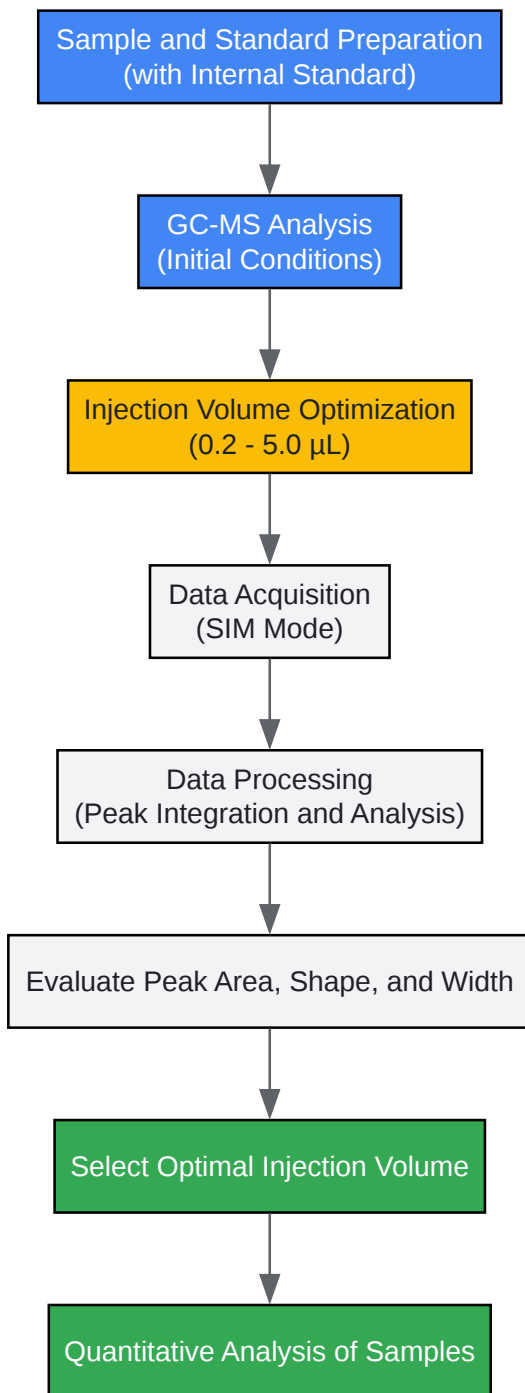 Sample and Standard Preparation
(with Internal Standard)
GC-MS Analysis
(Initial Conditions)
Injection Volume Optimization
(0.2 - 5.0 µL)
Data Acquisition
(SIM Mode)
Data Processing
(Peak Integration and Analysis)
Evaluate Peak Area, Shape, and Width
Select Optimal Injection Volume
Quantitative Analysis of Samples